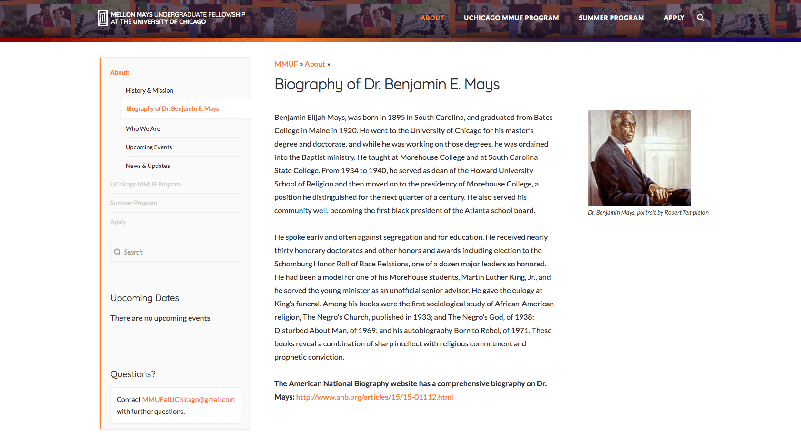 MELLON MAYS UNDERGRADUATE FELLOWSHIP
AT THE UNIVERSITY OF CHICAGO
ABOUT
UCHICAGO MMUF PROGRAM
SUMMER PROGRAM
APPLY
About:
History & Mission
Biography of Dr. Benjamin E. Mays
Who We Are
Upcoming Events
News & Updates
UChicago MMUF Program
Summer Program
Apply
Search
Upcoming Dates
There are no upcoming events.
Questions?
Contact MMUFatUChicago@gmail.com
with further questions.
MMUF » About »
Biography of Dr. Benjamin E. Mays
Benjamin Elijah Mays, was born in 1895 in South Carolina, and graduated from Bates
College in Maine in 1920. He went to the University of Chicago for his master's
degree and doctorate, and while he was working on those degrees, he was ordained
into the Baptist ministry. He taught at Morehouse College and at South Carolina
State College. From 1934 to 1940, he served as dean of the Howard University
School of Religion and then moved on to the presidency of Morehouse College, a
position he distinguished for the next quarter of a century. He also served his
community well, becoming the first black president of the Atlanta school board.
He spoke early and often against segregation and for education. He received nearly
thirty honorary doctorates and other honors and awards including election to the
Schomburg Honor Roll of Race Relations, one of a dozen major leaders so honored.
He had been a model for one of his Morehouse students, Martin Luther King, Jr., and
he served the young minister as an unofficial senior advisor. He gave the eulogy at
King's funeral. Among his books were the first sociological study of African-American
religion, The Negro's Church, published in 1933; and The Negro's God, of 1938;
Disturbed About Man, of 1969; and his autobiography Born to Rebel, of 1971. These
books reveal a combination of sharp intellect with religious commitment and
prophetic conviction.
The American National Biography website has a comprehensive biography on Dr.
Mays: http://www.anb.org/articles/15/15-01112.html
Dr. Benjamin Mays, portrait by Robert Templeton